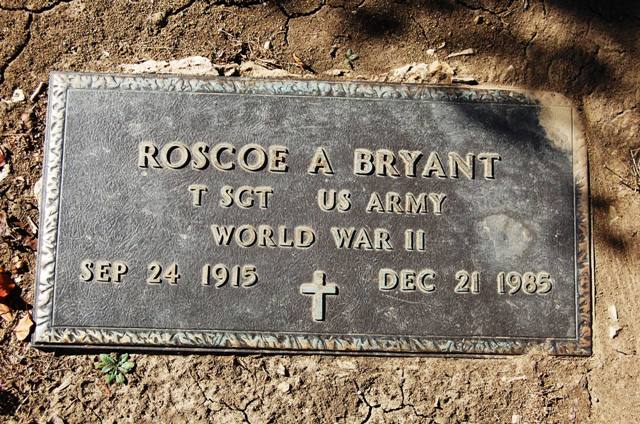 ROSCOE A BRYANT
T SGT US ARMY
WORLD WAR II
SEP 24 1915 DEC 21 1985